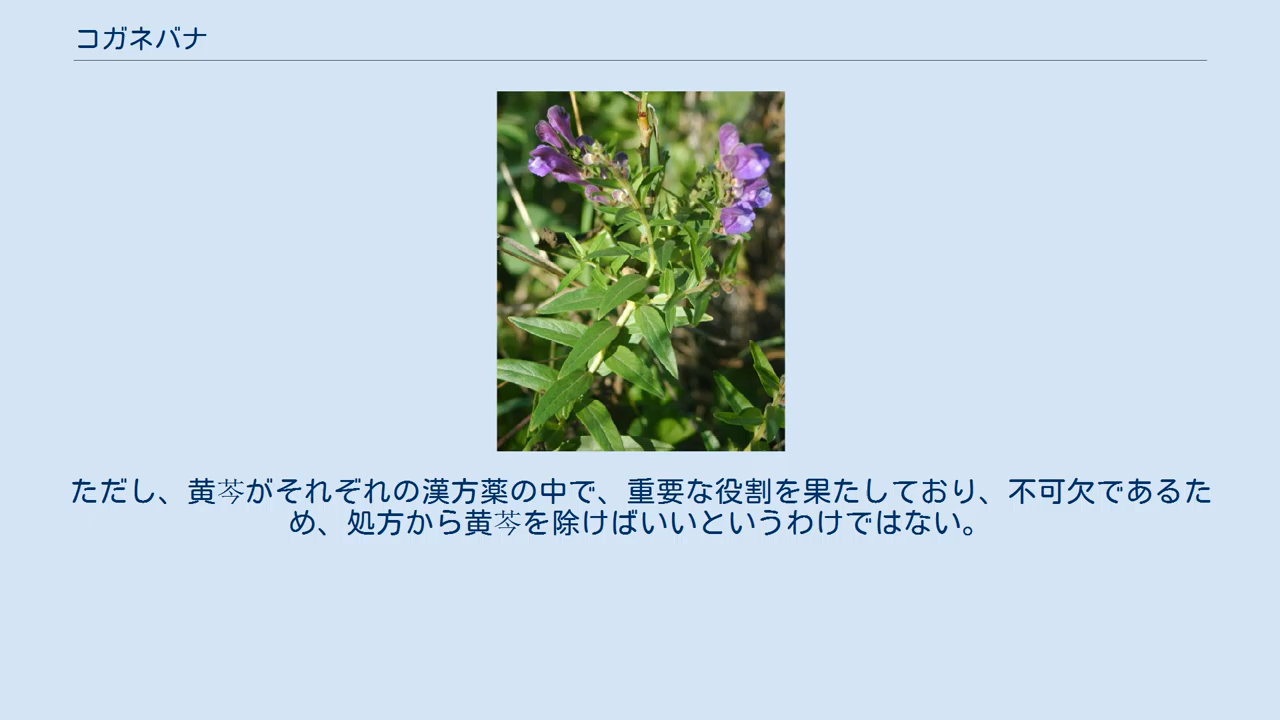 コガネバナ
ただし、黄芩がそれぞれの漢方薬の中で、重要な役割を果たしており、不可欠であるた
め、処方から黄芩を除けばいいというわけではない。